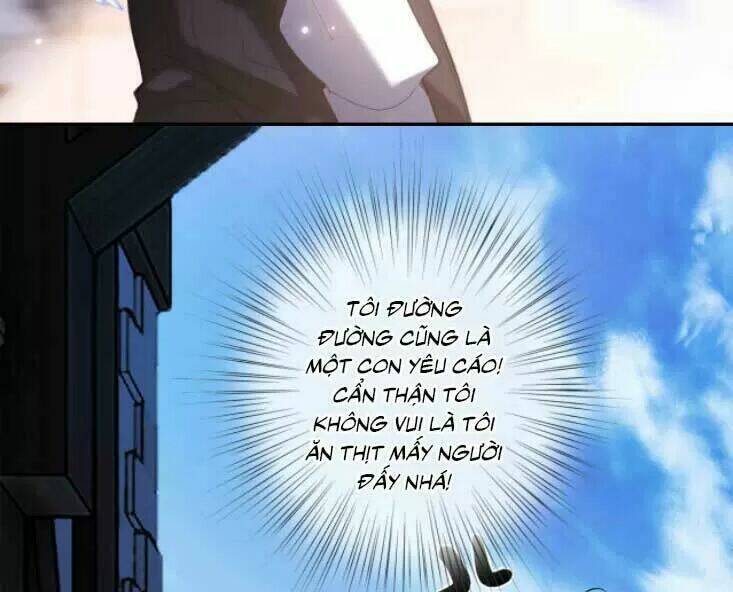 TÔI ĐƯỜNG
ĐƯỜNG CŨNG LÀ
MỘT CON YÊU CÁO!
CẨN THẬN TÔI
KHÔNG VUI LÀ TÔI
ĂN THỊT MẤY NGƯỜI
ĐẤY NHÁ!